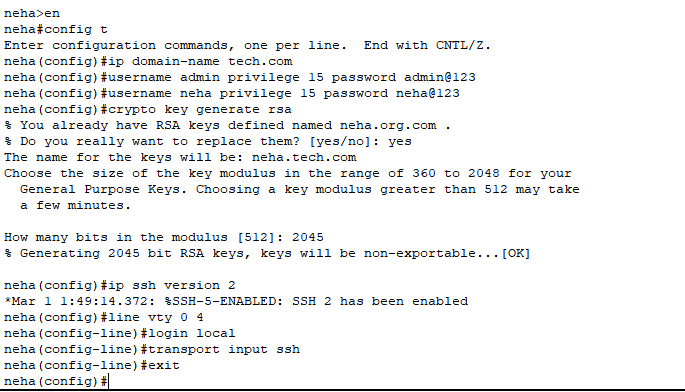 neha>en
neha#config t
Enter configuration commands, one per line.  End with CNTL/Z.
neha(config)#ip domain-name tech.com
neha(config)#username admin privilege 15 password admin@123
neha(config)#username neha privilege 15 password neha@123
neha(config)#crypto key generate rsa
% You already have RSA keys defined named neha.org.com .
% Do you really want to replace them? [yes/no]: yes
The name for the keys will be: neha.tech.com
Choose the size of the key modulus in the range of 360 to 2048 for your
  General Purpose Keys. Choosing a key modulus greater than 512 may take
  a few minutes.

How many bits in the modulus [512]: 2045
% Generating 2045 bit RSA keys, keys will be non-exportable...[OK]

neha(config)#ip ssh version 2
*Mar 1 1:49:14.372: %SSH-5-ENABLED: SSH 2 has been enabled
neha(config)#line vty 0 4
neha(config-line)#login local
neha(config-line)#transport input ssh
neha(config-line)#exit
neha(config)#